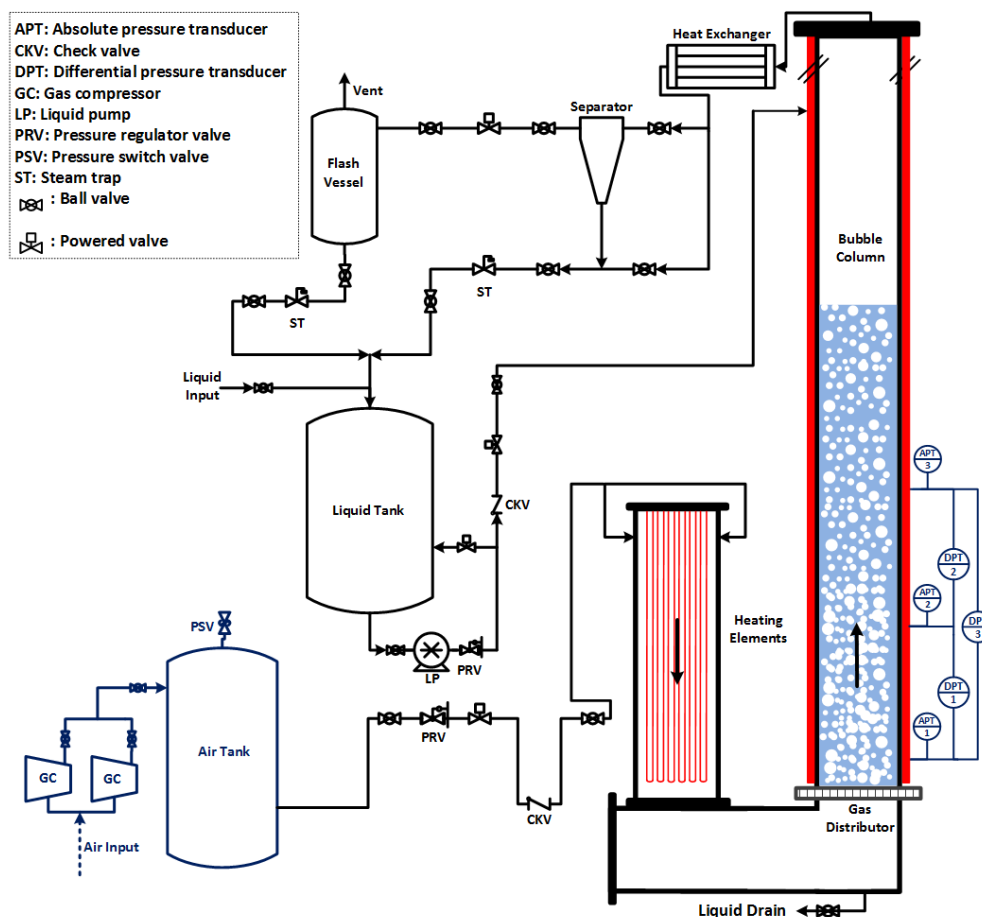 APT: Absolute pressure transducer
CKV: Check valve
DPT: Differential pressure transducer
GC: Gas compressor
LP: Liquid pump
PRV: Pressure regulator valve
PSV: Pressure switch valve
ST: Steam trap
: Ball valve
: Powered valve
Vent
Flash
Vessel
Separator
Heat Exchanger
Bubble
Column
ST
ST
Liquid
Input
Liquid Tank
CKV
LP
PRV
Heating
Elements
APT
3
DPT
2
APT
2
DPT
3
DPT
1
APT
1
PSV
Air Tank
GC
GC
Air Input
PRV
CKV
Gas
Distributor
Liquid Drain